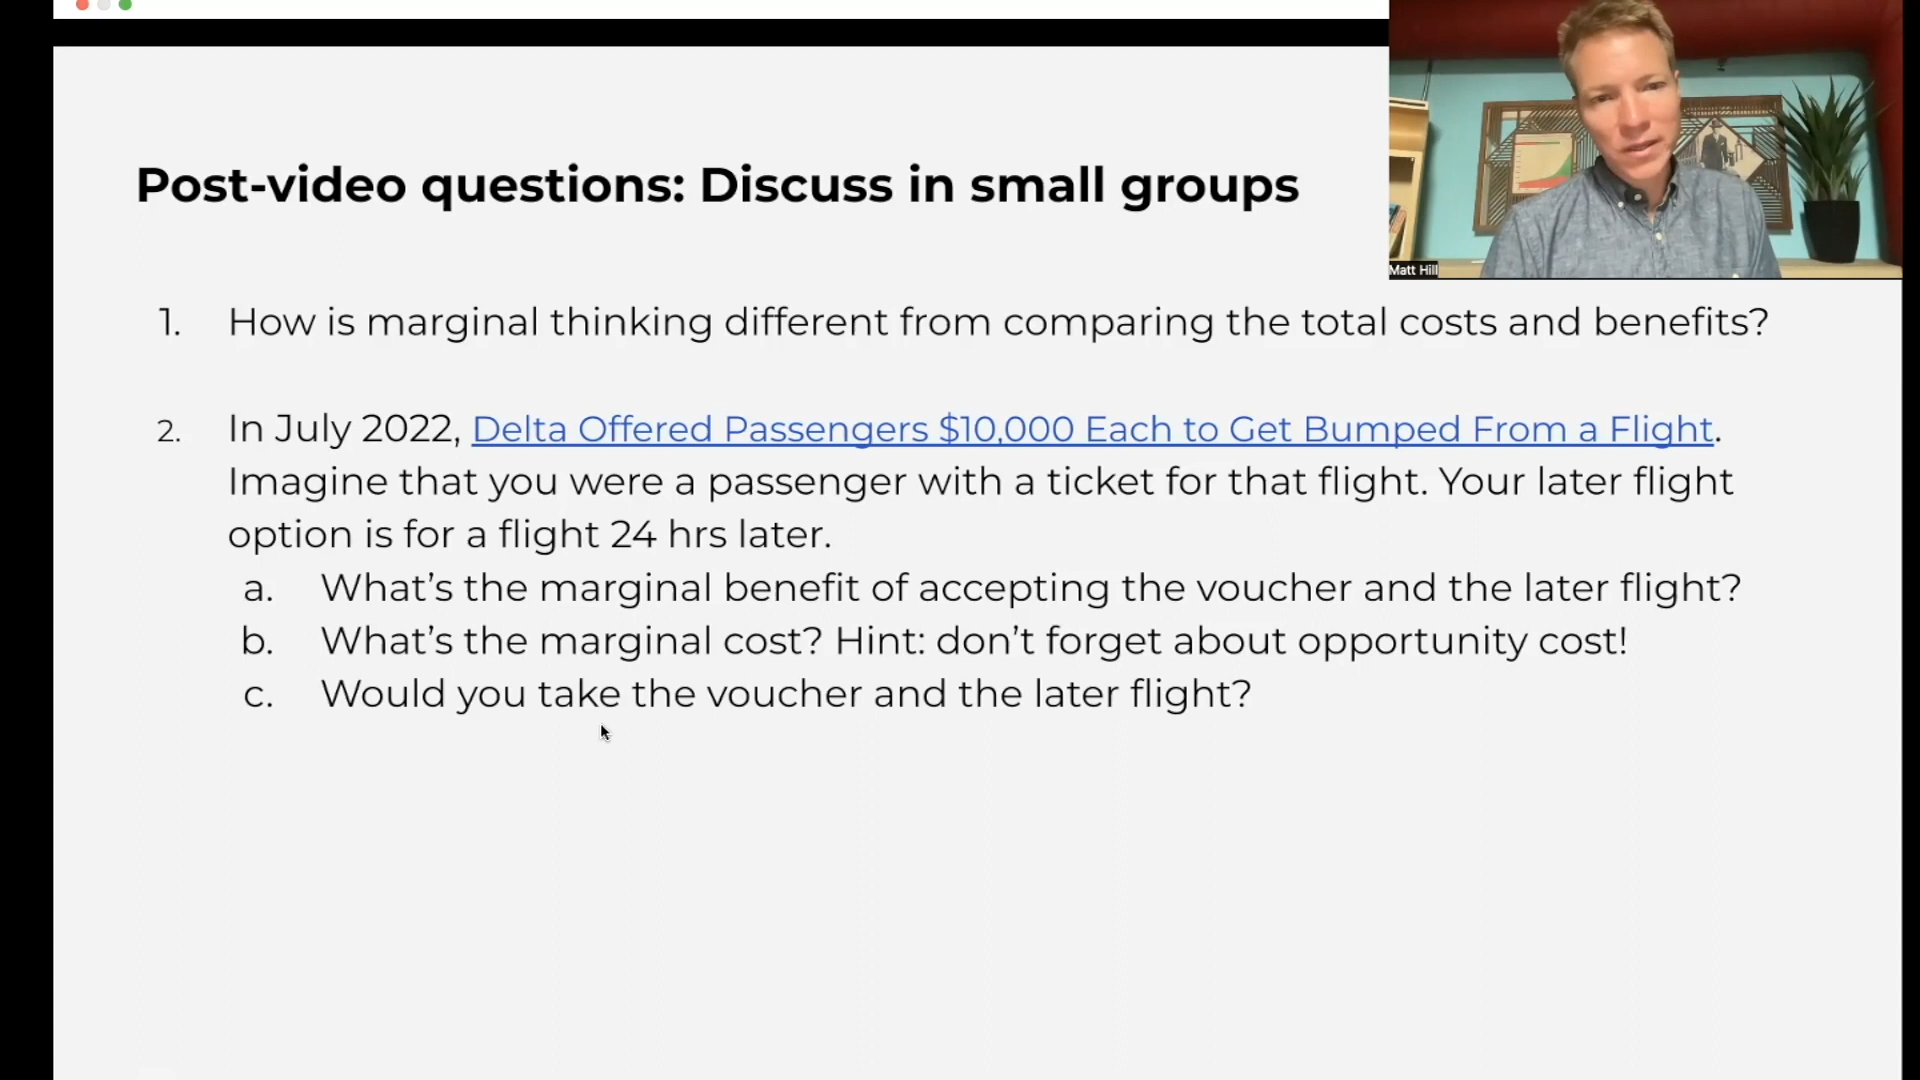 Post-video questions: Discuss in small groups
Matt Hill
1. How is marginal thinking different from comparing the total costs and benefits?
2. In July 2022, Delta Offered Passengers $10,000 Each to Get Bumped From a Flight.
Imagine that you were a passenger with a ticket for that flight. Your later flight
option is for a flight 24 hrs later.
a. What’s the marginal benefit of accepting the voucher and the later flight?
b. What’s the marginal cost? Hint: don’t forget about opportunity cost!
c. Would you take the voucher and the later flight?